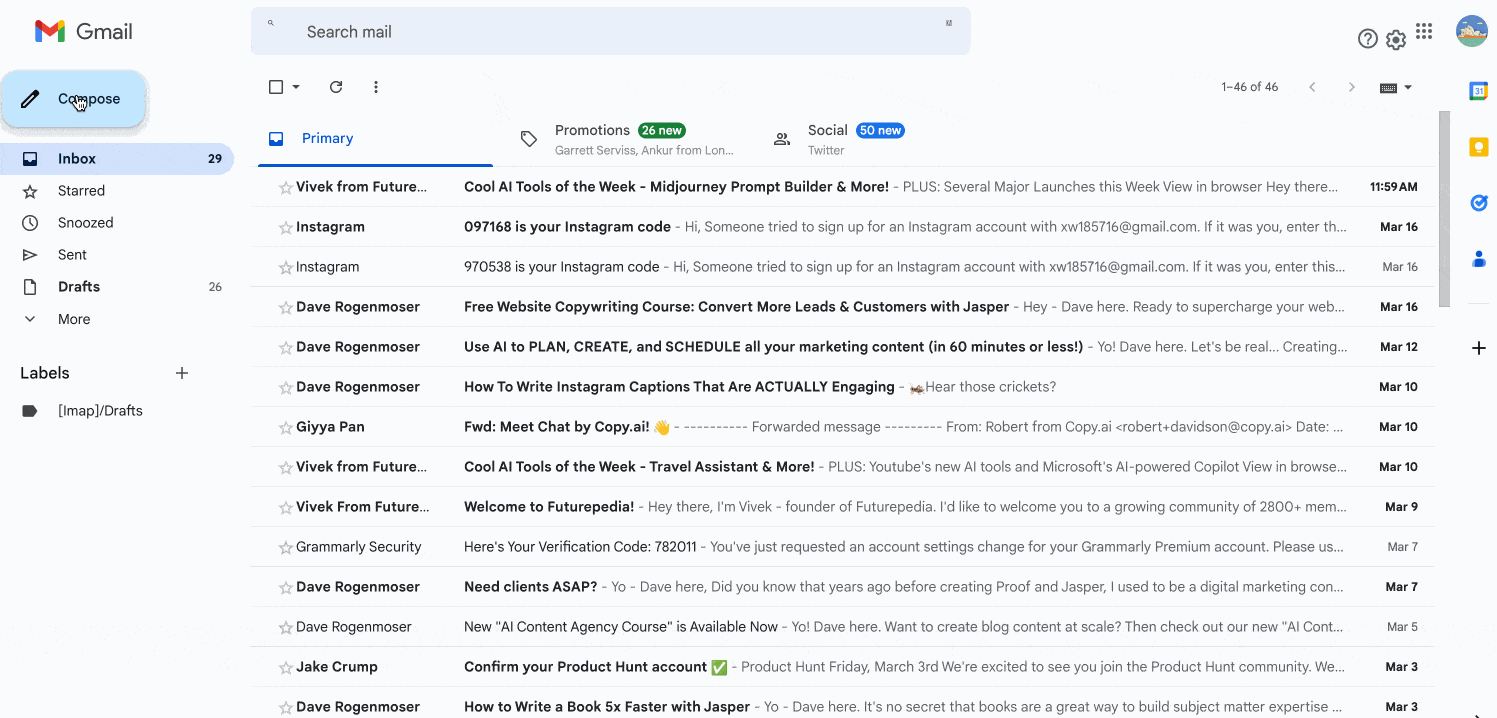 Gmail
Search mail
Compose
1–46 of 46
Primary
Promotions 26 new
Garrett Serviss, Ankur from Lon...
Social 50 new
Twitter
Inbox 29
Starred
Snoozed
Sent
Drafts 26
More
Labels
[Imap]/Drafts
31
Vivek from Future... Cool AI Tools of the Week - Midjourney Prompt Builder & More! - PLUS: Several Major Launches this Week View in browser Hey there... 11:59 AM
Instagram 097168 is your Instagram code - Hi, Someone tried to sign up for an Instagram account with xw185716@gmail.com. If it was you, enter th... Mar 16
Instagram 970538 is your Instagram code - Hi, Someone tried to sign up for an Instagram account with xw185716@gmail.com. If it was you, enter this... Mar 16
Dave Rogenmoser Free Website Copywriting Course: Convert More Leads & Customers with Jasper - Hey - Dave here. Ready to supercharge your web... Mar 16
Dave Rogenmoser Use AI to PLAN, CREATE, and SCHEDULE all your marketing content (in 60 minutes or less!) - Yo! Dave here. Let's be real... Creating... Mar 12
Dave Rogenmoser How To Write Instagram Captions That Are ACTUALLY Engaging - 🦗Hear those crickets? Mar 10
Giyya Pan Fwd: Meet Chat by Copy.ai! 👋 - ---------- Forwarded message --------- From: Robert from Copy.ai <robert+davidson@copy.ai> Date: ... Mar 10
Vivek from Future... Cool AI Tools of the Week - Travel Assistant & More! - PLUS: Youtube's new AI tools and Microsoft's AI-powered Copilot View in browse... Mar 10
Vivek From Future... Welcome to Futurepedia! - Hey there, I'm Vivek - founder of Futurepedia. I'd like to welcome you to a growing community of 2800+ mem... Mar 9
Grammarly Security Here's Your Verification Code: 782011 - You've just requested an account settings change for your Grammarly Premium account. Please us... Mar 7
Dave Rogenmoser Need clients ASAP? - Yo - Dave here, Did you know that years ago before creating Proof and Jasper, I used to be a digital marketing con... Mar 7
Dave Rogenmoser New "AI Content Agency Course" is Available Now - Yo! Dave here. Want to create blog content at scale? Then check out our new "AI Cont... Mar 5
Jake Crump Confirm your Product Hunt account ✅ - Product Hunt Friday, March 3rd We're excited to see you join the Product Hunt community. We... Mar 3
Dave Rogenmoser How to Write a Book 5x Faster with Jasper - Yo - Dave here. It's no secret that books are a great way to build subject matter expertise ... Mar 3